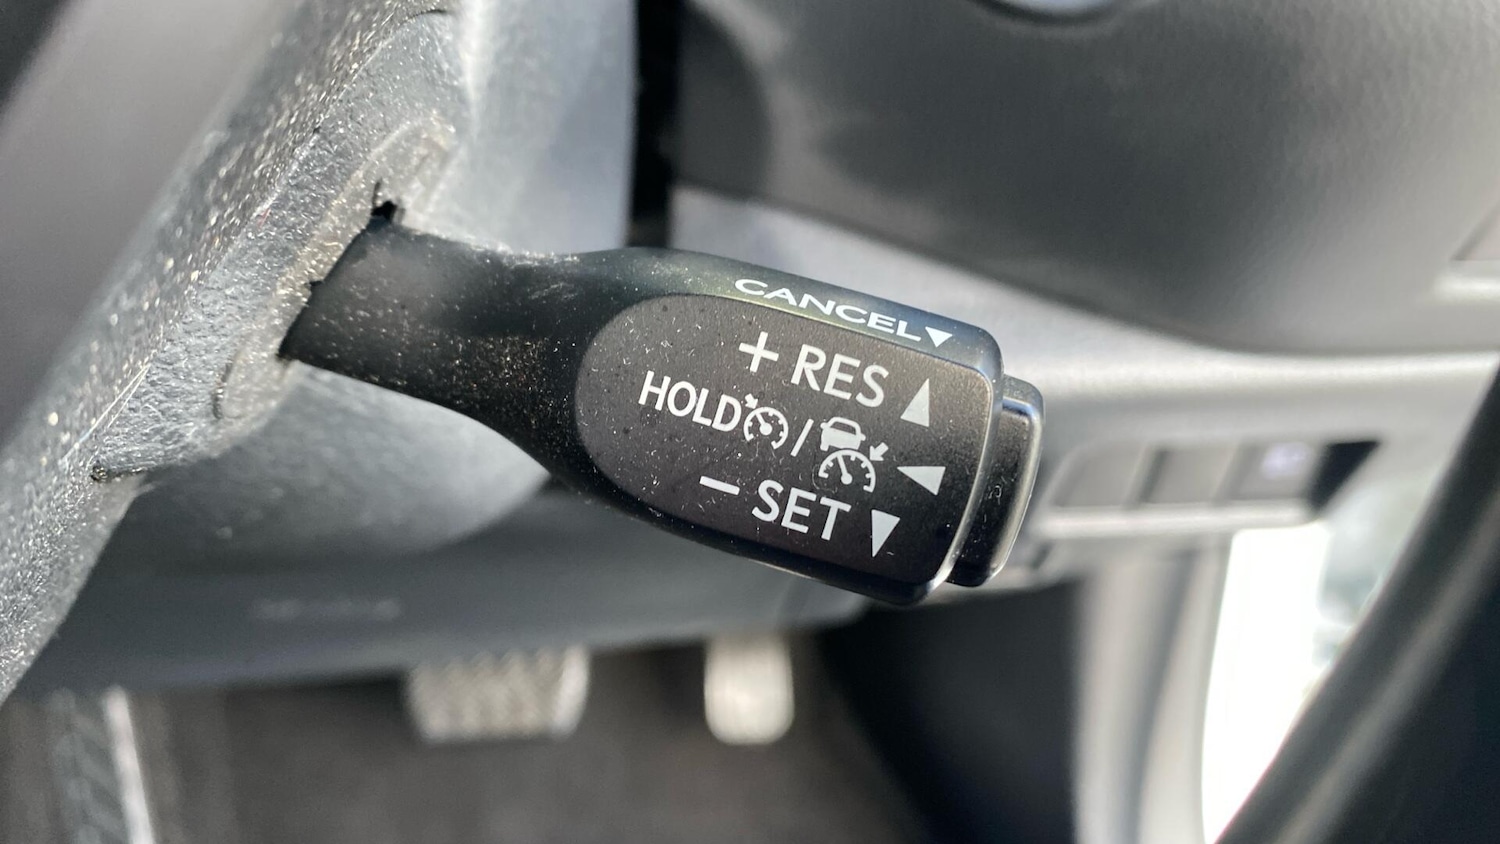 CANCEL▼
+ RES ▲
HOLD / ◀
− SET ▼